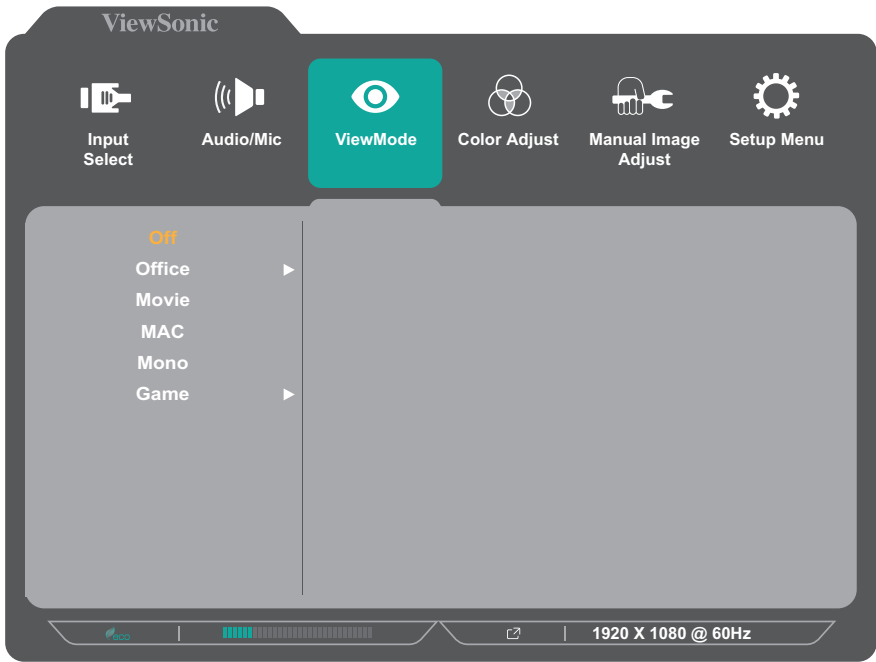 ViewSonic
Input Select
Audio/Mic
ViewMode
Color Adjust
Manual Image Adjust
Setup Menu
Off
Office
Movie
MAC
Mono
Game
eco
1920 X 1080 @ 60Hz